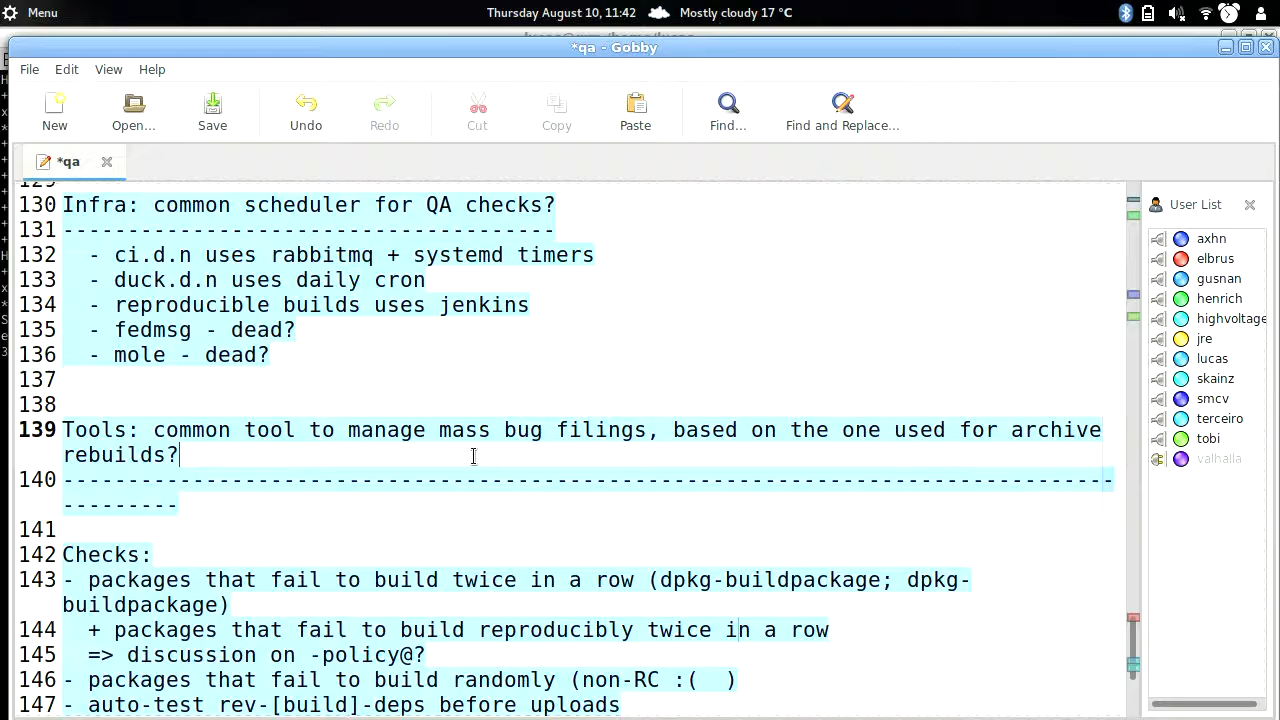 Menu
Thursday August 10, 11:42
Mostly cloudy 17 °C
*qa - Gobby
File Edit View Help
New Open... Save Undo Redo Cut Copy Paste Find... Find and Replace...
*qa
129
130 Infra: common scheduler for QA checks?
131 --------------------------------------
132 - ci.d.n uses rabbitmq + systemd timers
133 - duck.d.n uses daily cron
134 - reproducible builds uses jenkins
135 - fedmsg - dead?
136 - mole - dead?
137
138
139 Tools: common tool to manage mass bug filings, based on the one used for archive
rebuilds?
140 ---------------------------------------------------------------------------------
---------
141
142 Checks:
143 - packages that fail to build twice in a row (dpkg-buildpackage; dpkg-
buildpackage)
144 + packages that fail to build reproducibly twice in a row
145 => discussion on -policy@?
146 - packages that fail to build randomly (non-RC :( )
147 - auto-test rev-[build]-deps before uploads
User List
axhn
elbrus
gusnan
henrich
highvoltage
jre
lucas
skainz
smcv
terceiro
tobi
valhalla